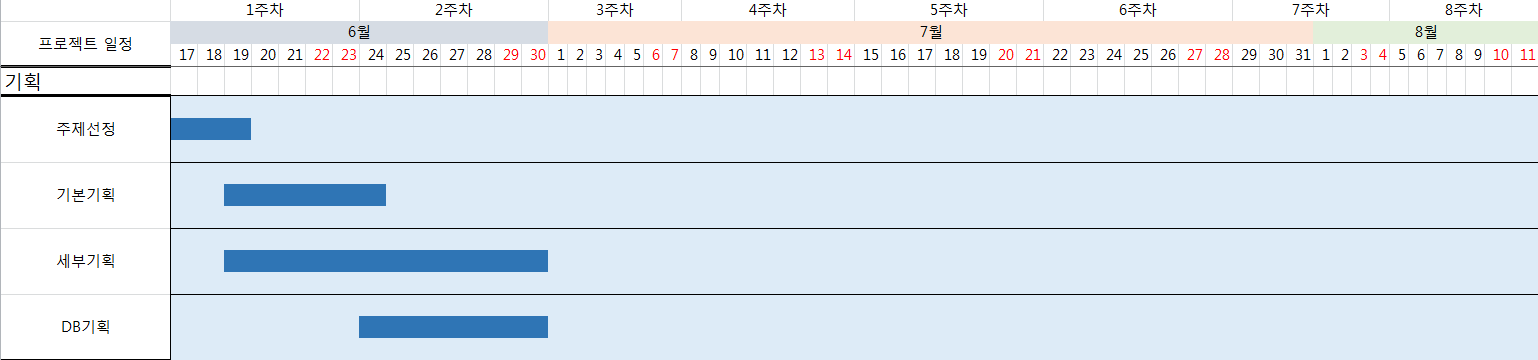 1주차 2주차 3주차 4주차 5주차 6주차 7주차 8주차
프로젝트 일정
6월 7월 8월
17 18 19 20 21 22 23 24 25 26 27 28 29 30 1 2 3 4 5 6 7 8 9 10 11 12 13 14 15 16 17 18 19 20 21 22 23 24 25 26 27 28 29 30 31 1 2 3 4 5 6 7 8 9 10 11
기획
주제선정
기본기획
세부기획
DB기획